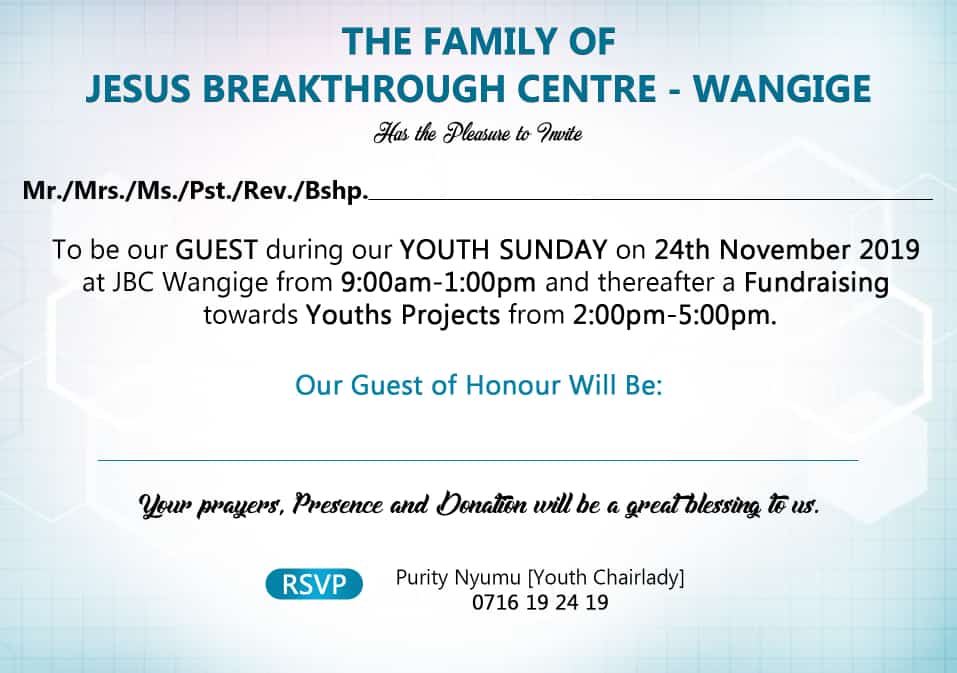 THE FAMILY OF
JESUS BREAKTHROUGH CENTRE - WANGIGE
Has the Pleasure to Invite
Mr./Mrs./Ms./Pst./Rev./Bshp.
To be our GUEST during our YOUTH SUNDAY on 24th November 2019
at JBC Wangige from 9:00am-1:00pm and thereafter a Fundraising
towards Youths Projects from 2:00pm-5:00pm.
Our Guest of Honour Will Be:
Your prayers, Presence and Donation will be a great blessing to us.
RSVP Purity Nyumu [Youth Chairlady]
0716 19 24 19